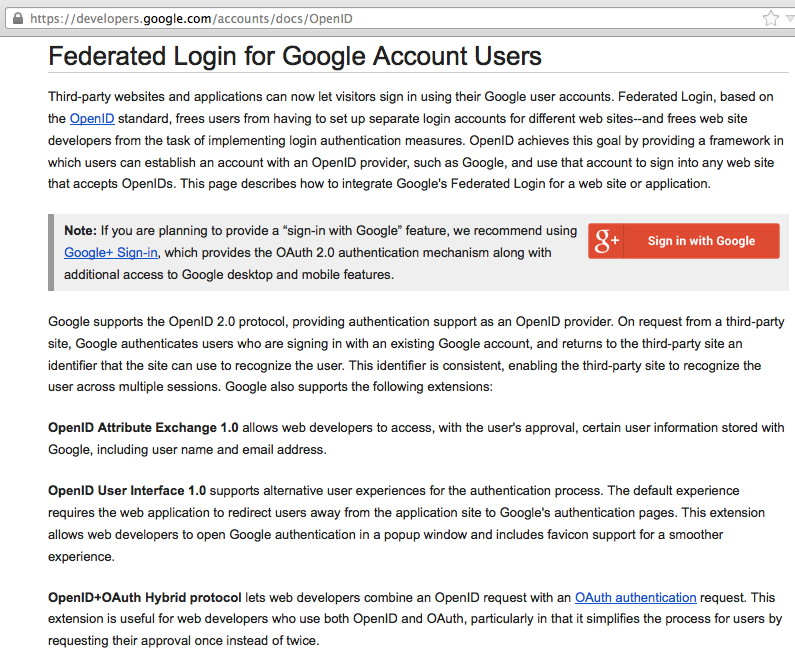 https://developers.google.com/accounts/docs/OpenID
Federated Login for Google Account Users
Third-party websites and applications can now let visitors sign in using their Google user accounts. Federated Login, based on
the OpenID standard, frees users from having to set up separate login accounts for different web sites--and frees web site
developers from the task of implementing login authentication measures. OpenID achieves this goal by providing a framework in
which users can establish an account with an OpenID provider, such as Google, and use that account to sign into any web site
that accepts OpenIDs. This page describes how to integrate Google's Federated Login for a web site or application.
Note: If you are planning to provide a “sign-in with Google” feature, we recommend using
Google+ Sign-in, which provides the OAuth 2.0 authentication mechanism along with
additional access to Google desktop and mobile features.
g+ Sign in with Google
Google supports the OpenID 2.0 protocol, providing authentication support as an OpenID provider. On request from a third-party
site, Google authenticates users who are signing in with an existing Google account, and returns to the third-party site an
identifier that the site can use to recognize the user. This identifier is consistent, enabling the third-party site to recognize the
user across multiple sessions. Google also supports the following extensions:
OpenID Attribute Exchange 1.0 allows web developers to access, with the user's approval, certain user information stored with
Google, including user name and email address.
OpenID User Interface 1.0 supports alternative user experiences for the authentication process. The default experience
requires the web application to redirect users away from the application site to Google's authentication pages. This extension
allows web developers to open Google authentication in a popup window and includes favicon support for a smoother
experience.
OpenID+OAuth Hybrid protocol lets web developers combine an OpenID request with an OAuth authentication request. This
extension is useful for web developers who use both OpenID and OAuth, particularly in that it simplifies the process for users by
requesting their approval once instead of twice.